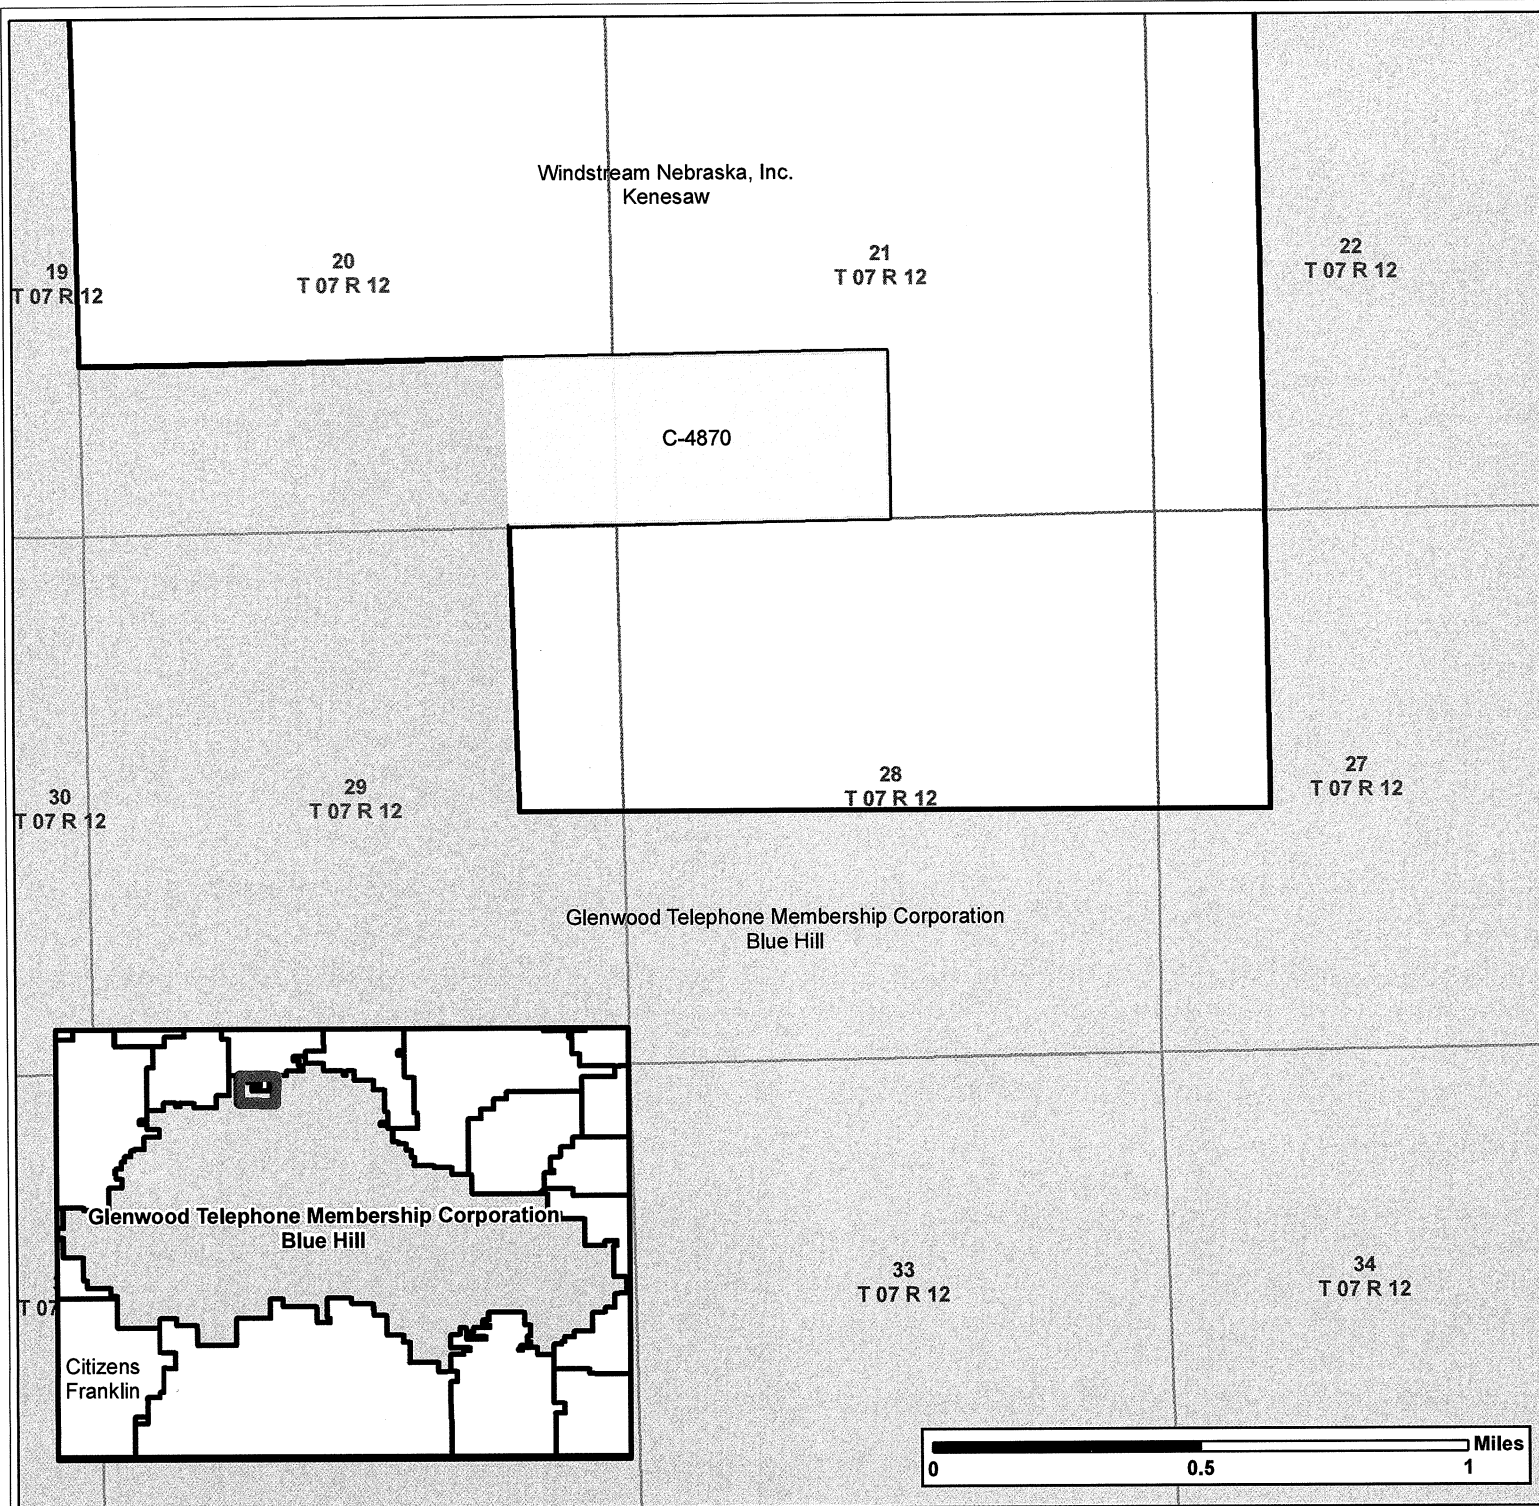 Windstream Nebraska, Inc.
Kenesaw
19
T 07 R 12
20
T 07 R 12
21
T 07 R 12
22
T 07 R 12
C-4870
30
T 07 R 12
29
T 07 R 12
28
T 07 R 12
27
T 07 R 12
Glenwood Telephone Membership Corporation
Blue Hill
Glenwood Telephone Membership Corporation
Blue Hill
T 07
33
T 07 R 12
34
T 07 R 12
Citizens
Franklin
Miles
0
0.5
1